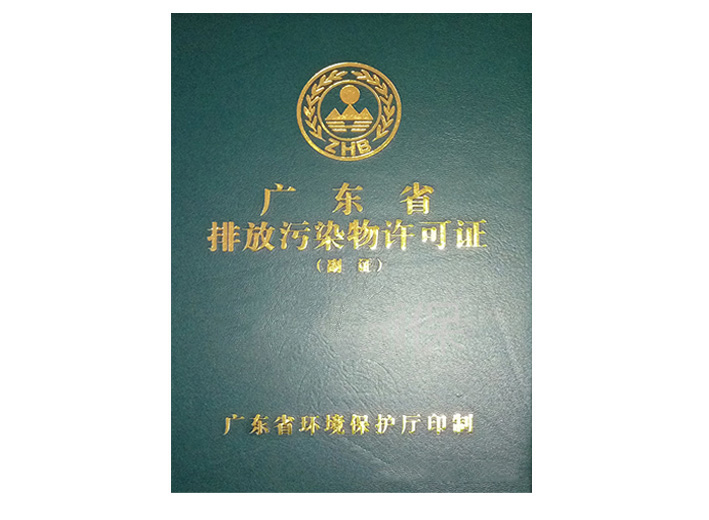 ZHB
广东省
排放污染物许可证
(副 证)
广东省环境保护厅印制